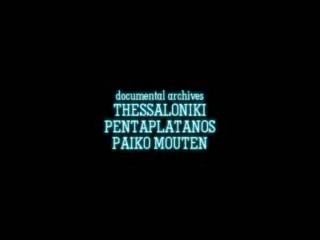 documental archives
THESSALONIKI
PENTAPLATANOS
PAIKO MOUTEN